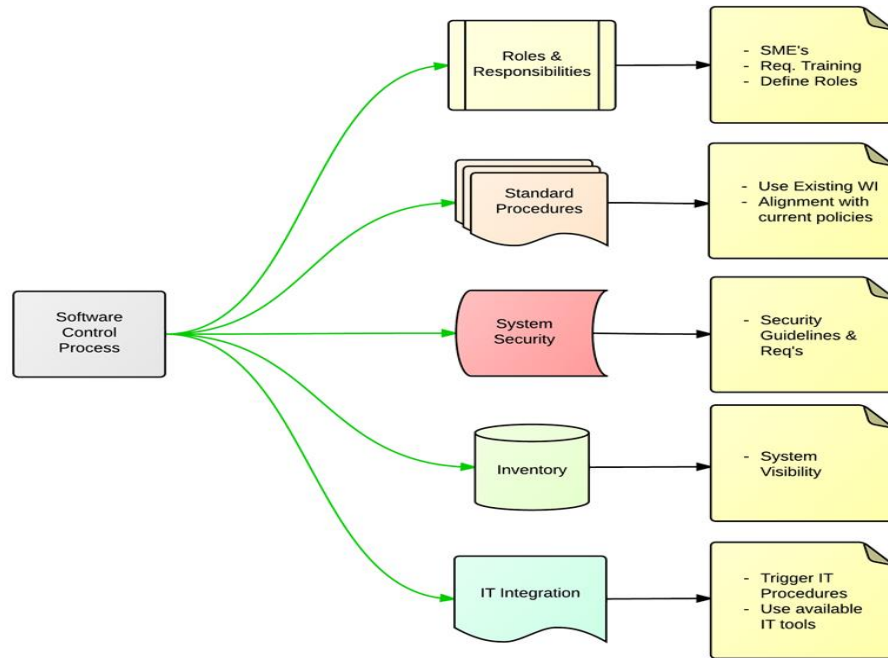 Software
Control
Process
Roles &
Responsibilities
- SME's
- Req. Training
- Define Roles
Standard
Procedures
- Use Existing WI
- Alignment with
current policies
System
Security
- Security
Guidelines &
Req's
Inventory
- System
Visibility
IT Integration
- Trigger IT
Procedures
- Use available
IT tools